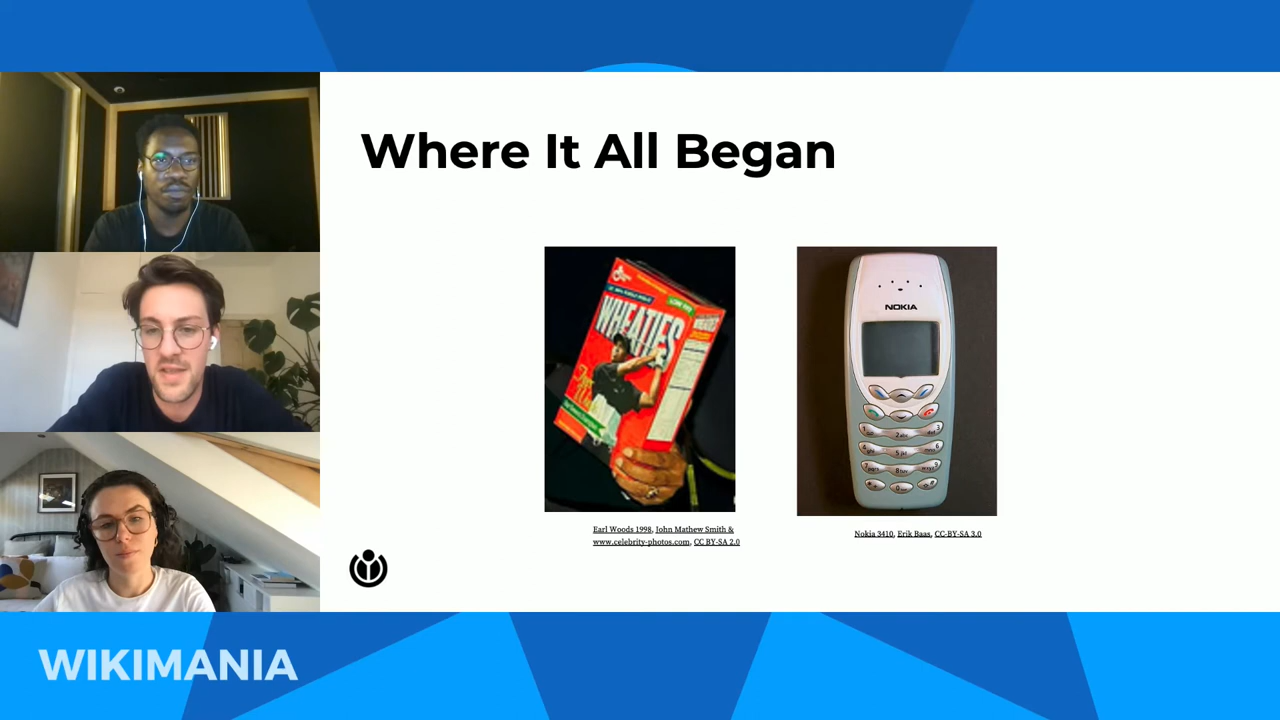 Where It All Began
WHEATIES
WHEATIES
NOKIA
Earl Woods 1998, John Mathew Smith &
www.celebrity-photos.com, CC BY-SA 2.0
Nokia 3410, Erik Baas, CC-BY-SA 3.0
WIKIMANIA